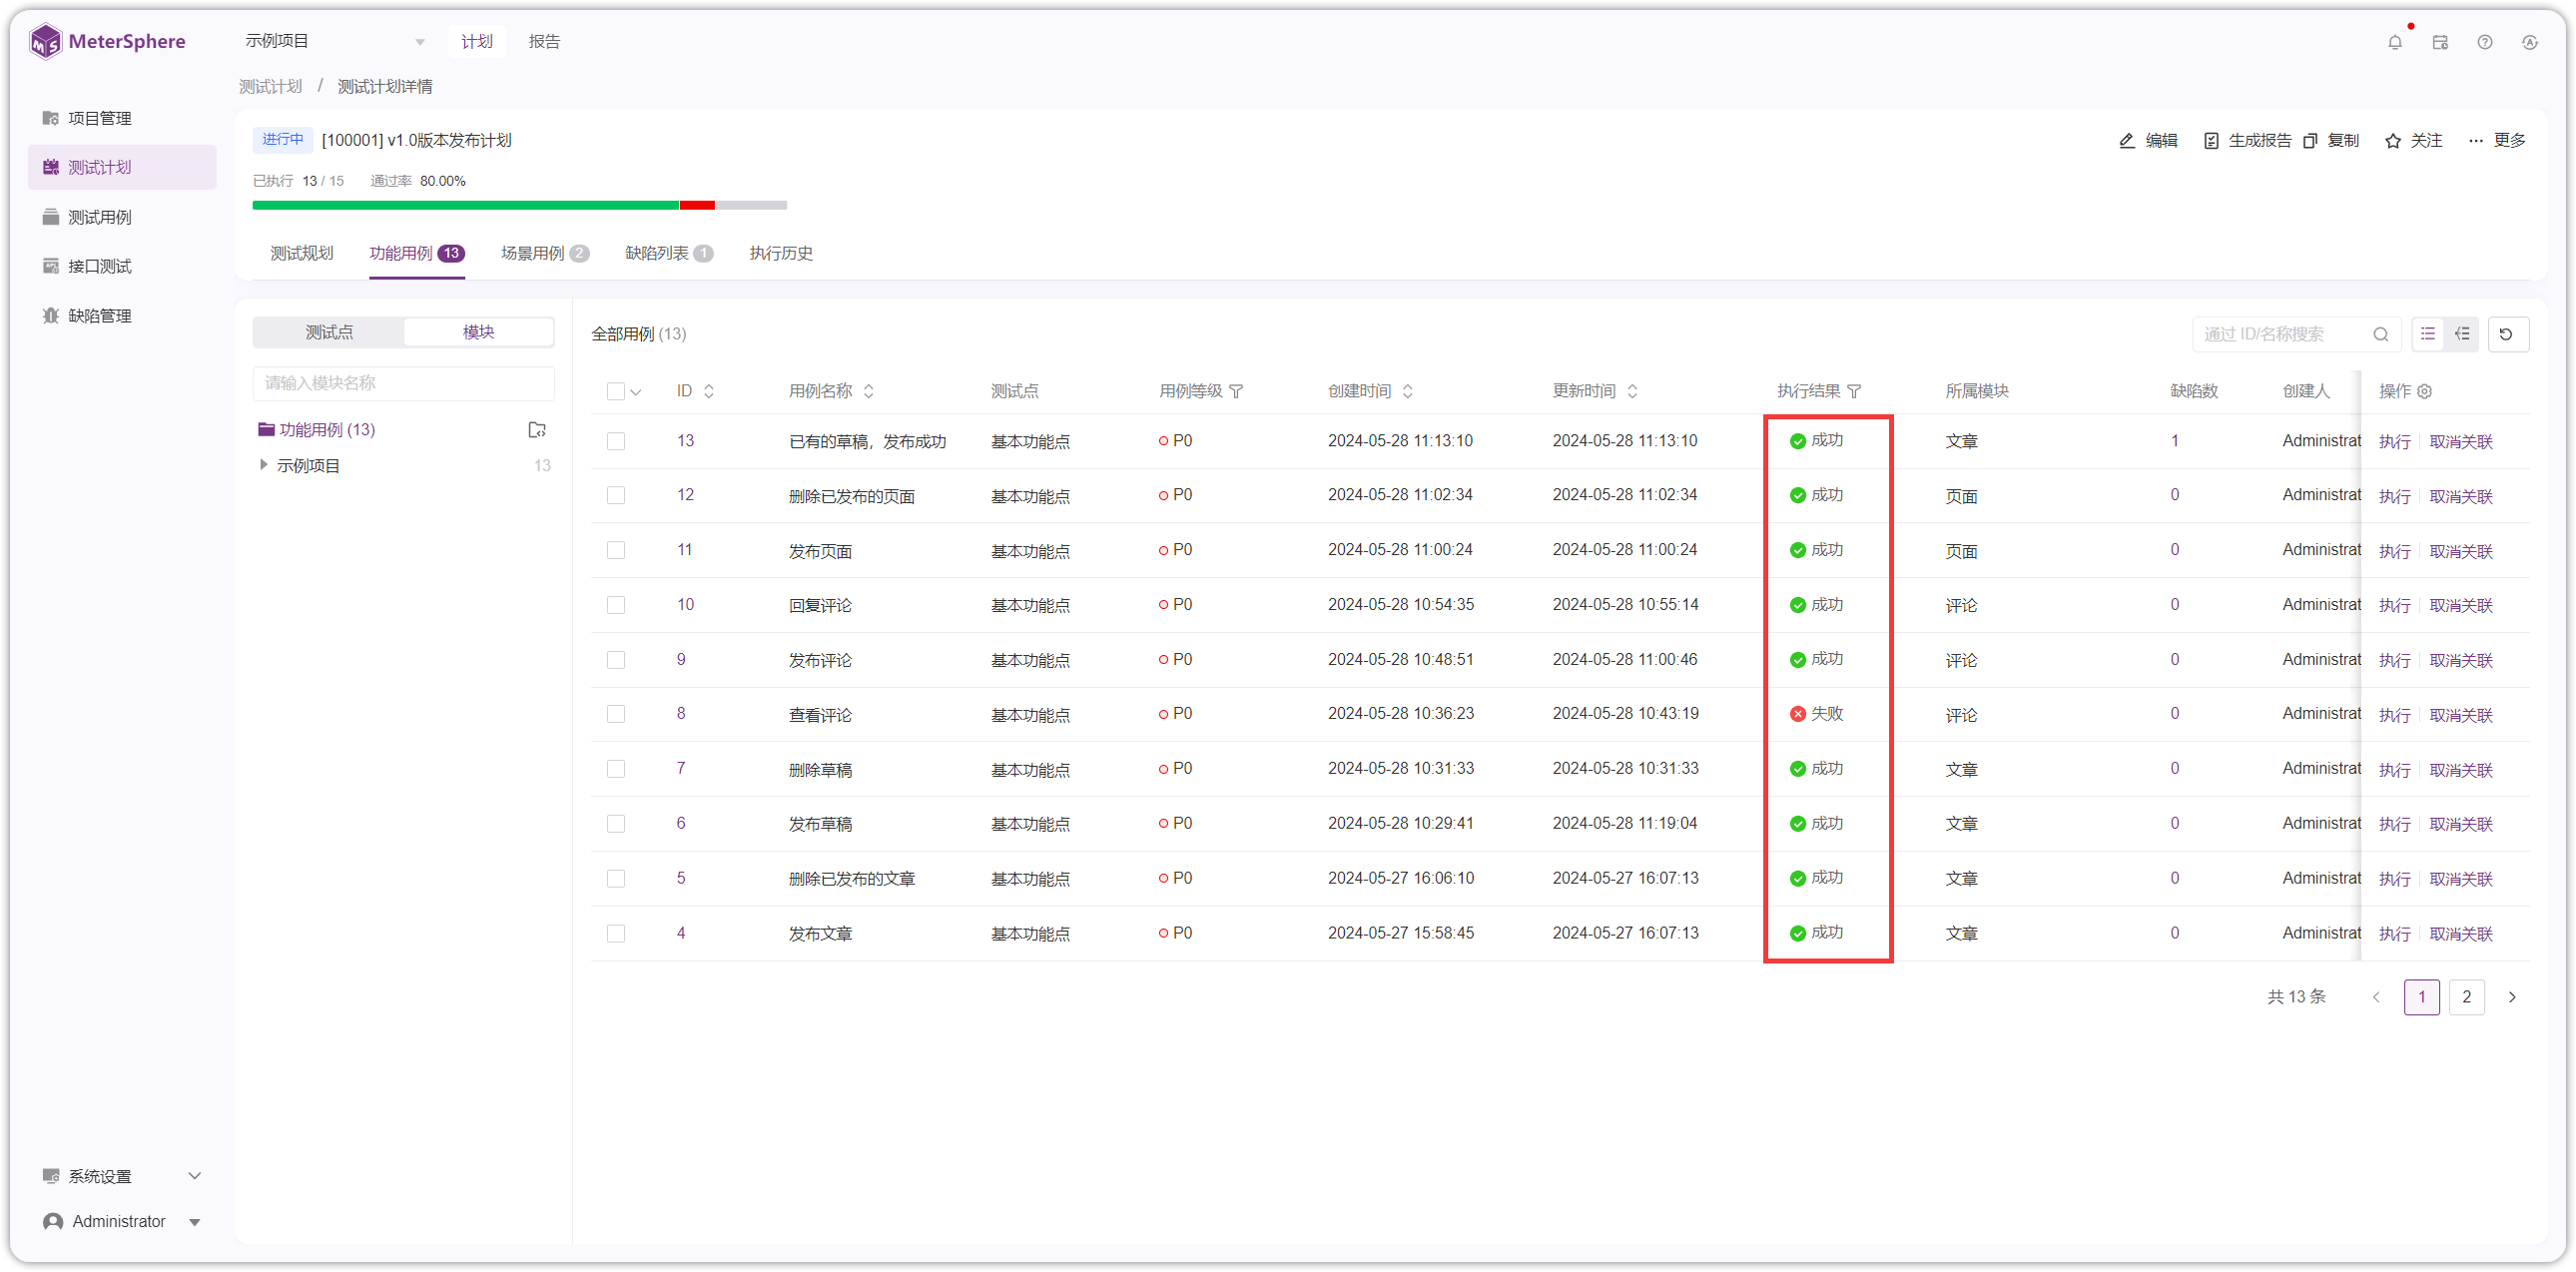 MeterSphere
示例项目 计划 报告
测试计划 / 测试计划详情
项目管理
测试计划
测试用例
接口测试
缺陷管理
系统设置
Administrator
进行中 [100001] v1.0版本发布计划
编辑 生成报告 复制 关注 更多
已执行 13 / 15 通过率 80.00%
测试规划 功能用例 13 场景用例 2 缺陷列表 1 执行历史
测试点 模块
请输入模块名称
功能用例 (13)
示例项目 13
全部用例 (13)
通过 ID/名称搜索
ID 用例名称 测试点 用例等级 创建时间 更新时间 执行结果 所属模块 缺陷数 创建人 操作
13 已有的草稿，发布成功 基本功能点 P0 2024-05-28 11:13:10 2024-05-28 11:13:10 成功 文章 1 Administrat 执行 取消关联
12 删除已发布的页面 基本功能点 P0 2024-05-28 11:02:34 2024-05-28 11:02:34 成功 页面 0 Administrat 执行 取消关联
11 发布页面 基本功能点 P0 2024-05-28 11:00:24 2024-05-28 11:00:24 成功 页面 0 Administrat 执行 取消关联
10 回复评论 基本功能点 P0 2024-05-28 10:54:35 2024-05-28 10:55:14 成功 评论 0 Administrat 执行 取消关联
9 发布评论 基本功能点 P0 2024-05-28 10:48:51 2024-05-28 11:00:46 成功 评论 0 Administrat 执行 取消关联
8 查看评论 基本功能点 P0 2024-05-28 10:36:23 2024-05-28 10:43:19 失败 评论 0 Administrat 执行 取消关联
7 删除草稿 基本功能点 P0 2024-05-28 10:31:33 2024-05-28 10:31:33 成功 文章 0 Administrat 执行 取消关联
6 发布草稿 基本功能点 P0 2024-05-28 10:29:41 2024-05-28 11:19:04 成功 文章 0 Administrat 执行 取消关联
5 删除已发布的文章 基本功能点 P0 2024-05-27 16:06:10 2024-05-27 16:07:13 成功 文章 0 Administrat 执行 取消关联
4 发布文章 基本功能点 P0 2024-05-27 15:58:45 2024-05-27 16:07:13 成功 文章 0 Administrat 执行 取消关联
共 13 条 1 2